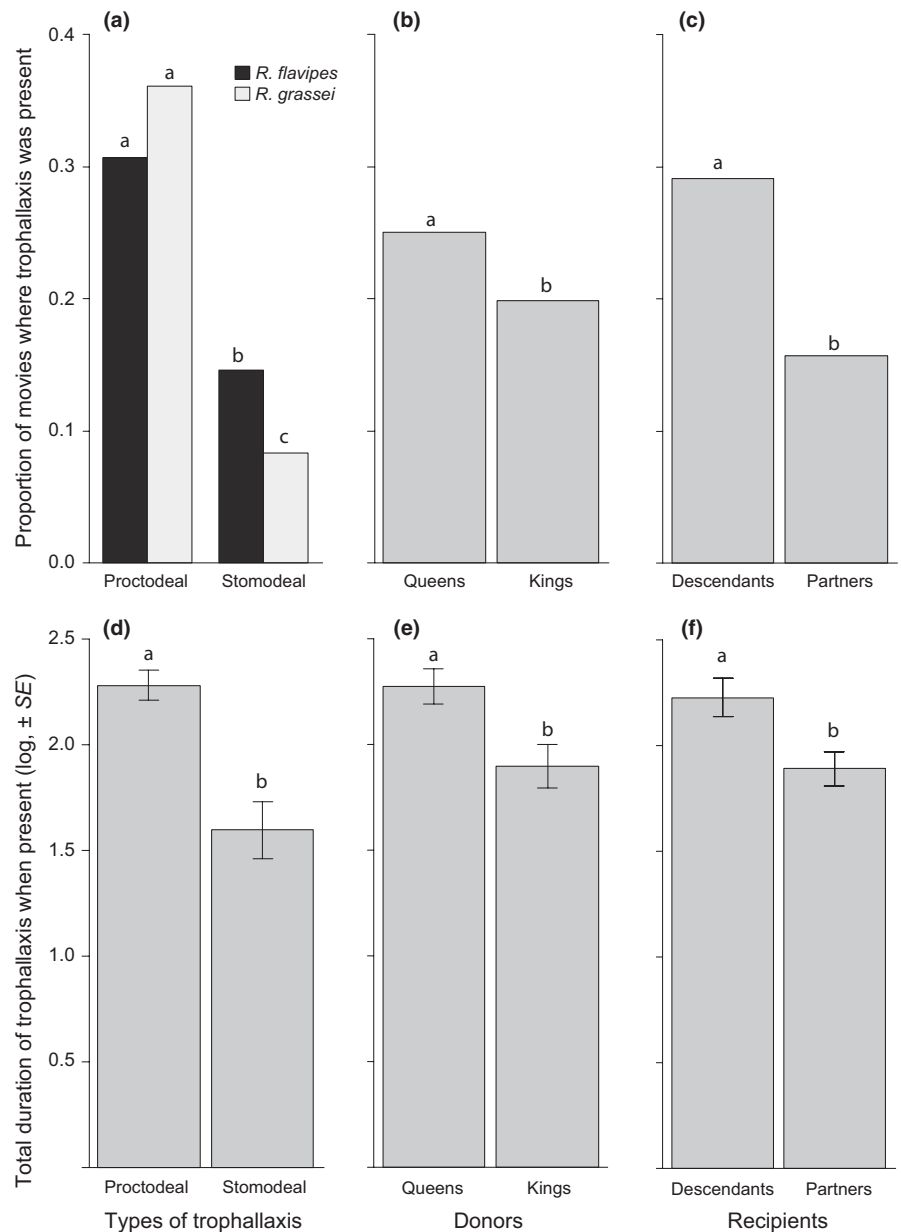 (a)
(b)
(c)
Proportion of movies where trophallaxis was present
0.4
0.3
0.2
0.1
0.0
R. flavipes
R. grassei
a
a
b
c
Proctodeal Stomodeal
a
b
Queens Kings
a
b
Descendants Partners
(d)
(e)
(f)
Total duration of trophallaxis when present (log, ± SE)
2.5
2.0
1.5
1.0
0.5
a
b
Proctodeal Stomodeal
Types of trophallaxis
a
b
Queens Kings
Donors
a
b
Descendants Partners
Recipients